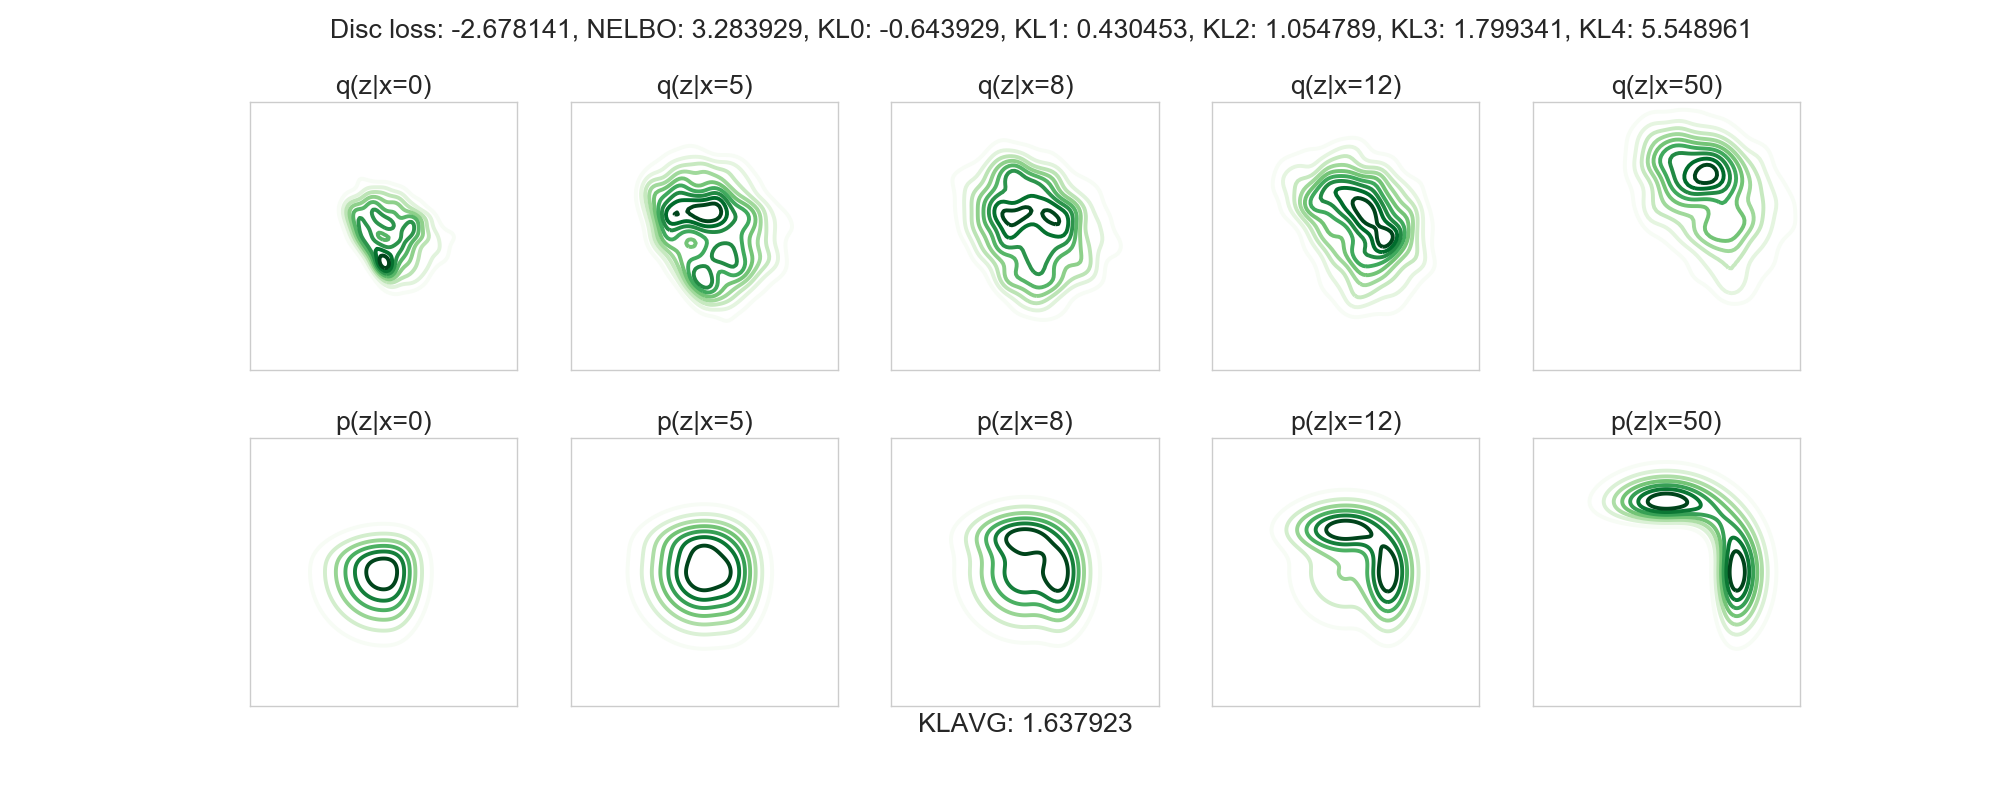 Disc loss: -2.678141, NELBO: 3.283929, KL0: -0.643929, KL1: 0.430453, KL2: 1.054789, KL3: 1.799341, KL4: 5.548961
q(z|x=0) q(z|x=5) q(z|x=8) q(z|x=12) q(z|x=50)
p(z|x=0) p(z|x=5) p(z|x=8) p(z|x=12) p(z|x=50)
KLAVG: 1.637923